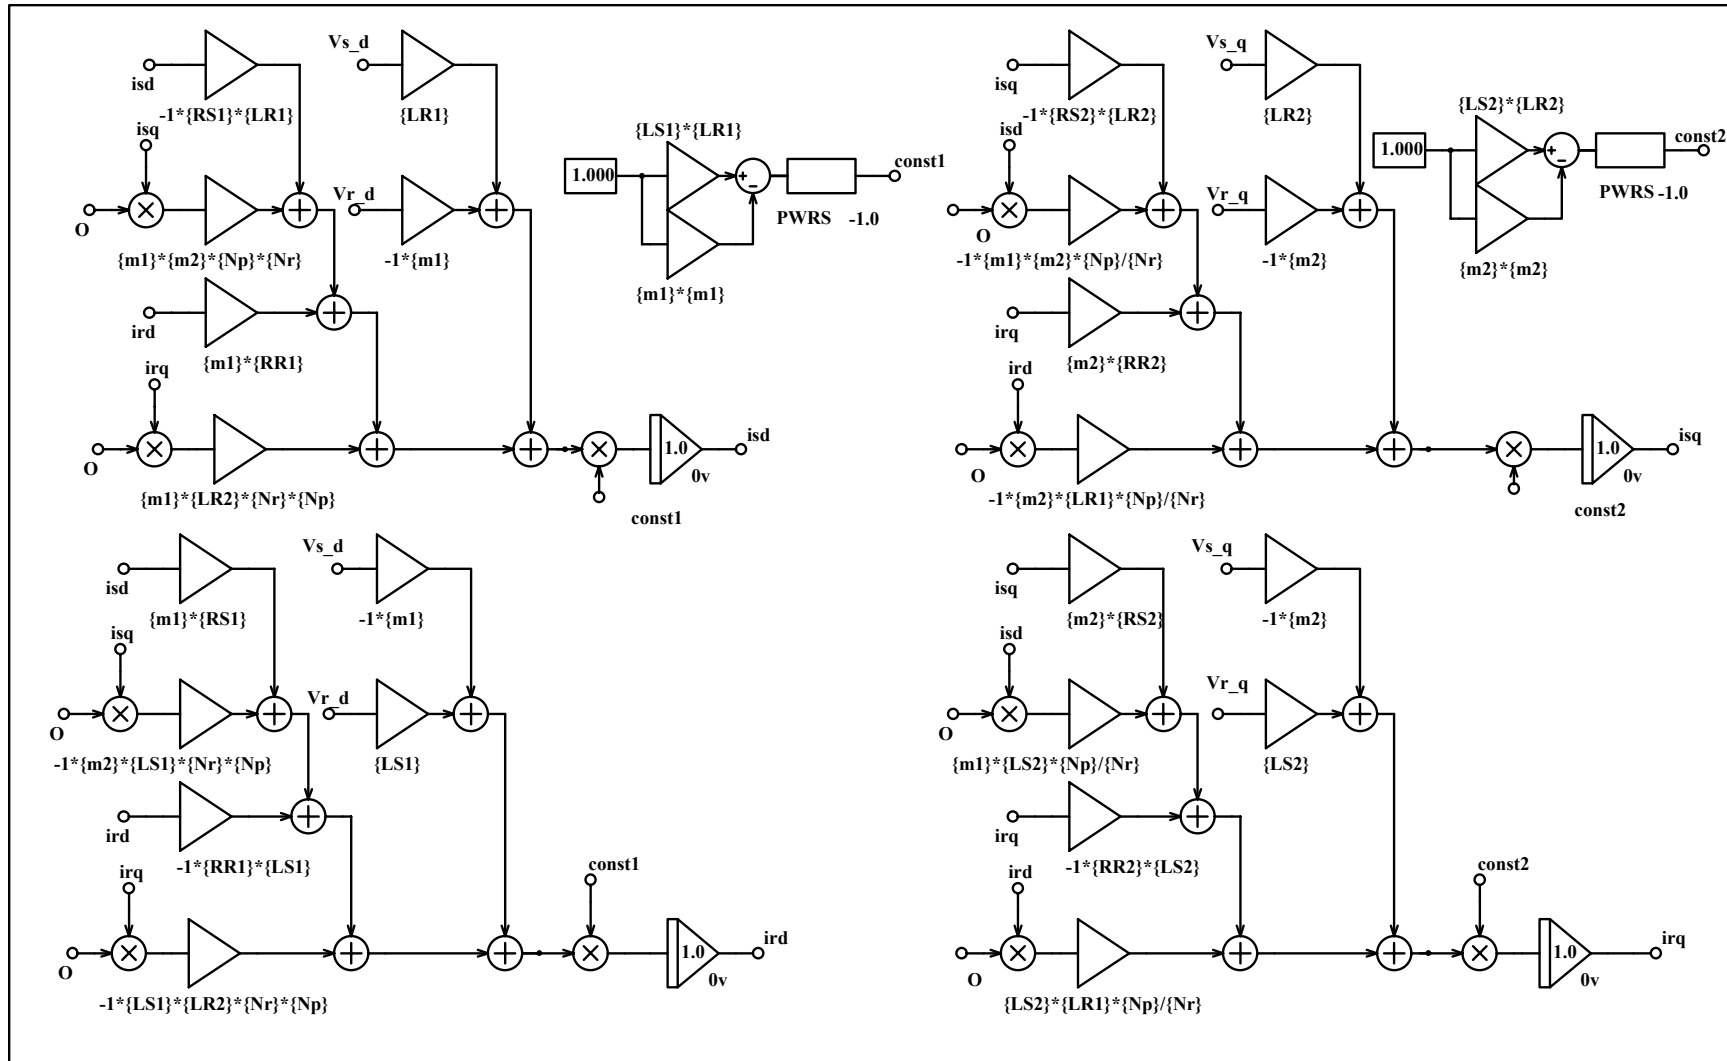 Vs_d
isd
-1*{RS1}*{LR1}
{LR1}
isq
{LS1}*{LR1}
1.000
+
−
const1
Vr_d
PWRS -1.0
O
{m1}*{m2}*{Np}*{Nr}
-1*{m1}
{m1}*{m1}
ird
{m1}*{RR1}
irq
O
1.0
isd
0v
{m1}*{LR2}*{Nr}*{Np}
const1
Vs_q
isq
-1*{RS2}*{LR2}
{LR2}
isd
{LS2}*{LR2}
1.000
+
−
const2
Vr_q
PWRS -1.0
O
-1*{m1}*{m2}*{Np}/{Nr}
-1*{m2}
{m2}*{m2}
irq
{m2}*{RR2}
ird
O
1.0
isq
0v
-1*{m2}*{LR1}*{Np}/{Nr}
const2
Vs_d
isd
{m1}*{RS1}
-1*{m1}
isq
Vr_d
O
-1*{m2}*{LS1}*{Nr}*{Np}
{LS1}
ird
-1*{RR1}*{LS1}
irq
const1
O
1.0
ird
0v
-1*{LS1}*{LR2}*{Nr}*{Np}
Vs_q
isq
{m2}*{RS2}
-1*{m2}
isd
Vr_q
O
{m1}*{LS2}*{Np}/{Nr}
{LS2}
irq
-1*{RR2}*{LS2}
ird
const2
O
1.0
irq
0v
{LS2}*{LR1}*{Np}/{Nr}